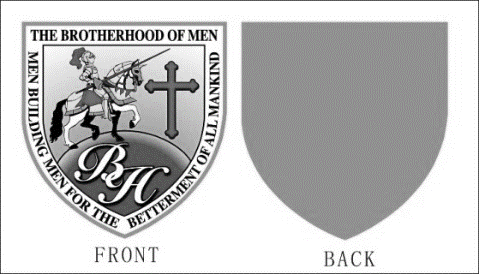 THE BROTHERHOOD OF MEN
MEN BUILDING MEN FOR THE BETTERMENT OF ALL MANKIND
BH
FRONT
BACK